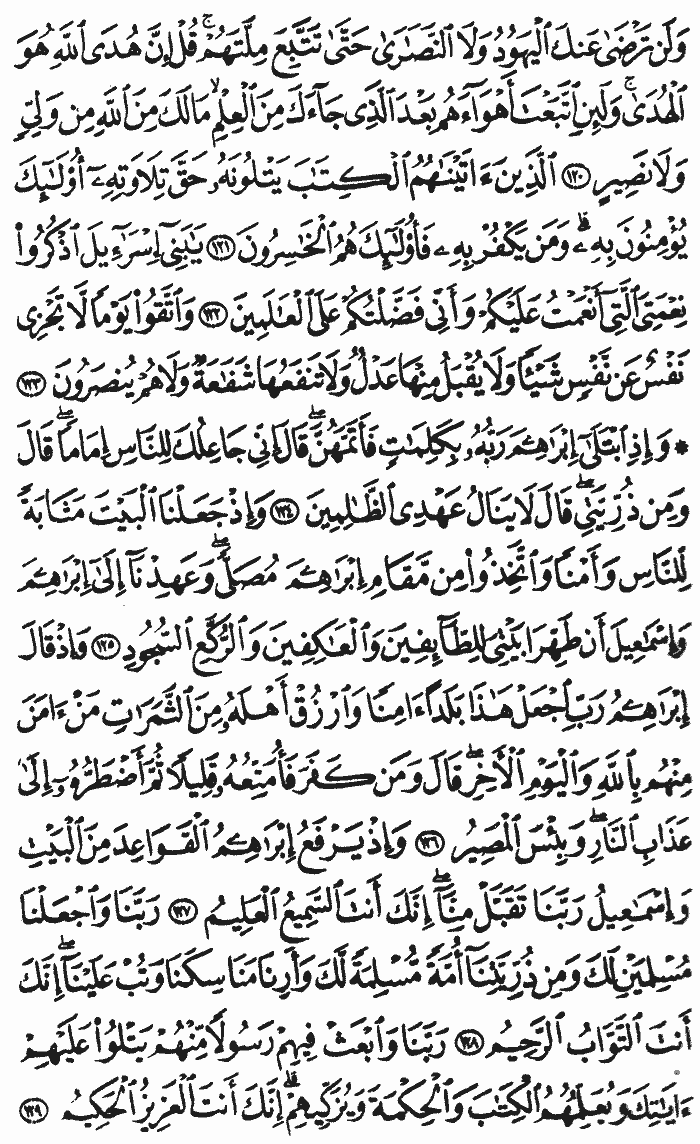 وَلَن تَرْضَىٰ عَنكَ ٱلْيَهُودُ وَلَا ٱلنَّصَٰرَىٰ حَتَّىٰ تَتَّبِعَ مِلَّتَهُمْ ۗ قُلْ إِنَّ هُدَى ٱللَّهِ هُوَ
ٱلْهُدَىٰ ۗ وَلَئِنِ ٱتَّبَعْتَ أَهْوَآءَهُم بَعْدَ ٱلَّذِى جَآءَكَ مِنَ ٱلْعِلْمِ ۙ مَا لَكَ مِنَ ٱللَّهِ مِن وَلِىٍّ
وَلَا نَصِيرٍ ١٢٠ ٱلَّذِينَ ءَاتَيْنَٰهُمُ ٱلْكِتَٰبَ يَتْلُونَهُۥ حَقَّ تِلَاوَتِهِۦٓ أُو۟لَٰٓئِكَ
يُؤْمِنُونَ بِهِۦ ۗ وَمَن يَكْفُرْ بِهِۦ فَأُو۟لَٰٓئِكَ هُمُ ٱلْخَٰسِرُونَ ١٢١ يَٰبَنِىٓ إِسْرَٰٓءِيلَ ٱذْكُرُوا۟
نِعْمَتِىَ ٱلَّتِىٓ أَنْعَمْتُ عَلَيْكُمْ وَأَنِّى فَضَّلْتُكُمْ عَلَى ٱلْعَٰلَمِينَ ١٢٢ وَٱتَّقُوا۟ يَوْمًا لَّا تَجْزِى
نَفْسٌ عَن نَّفْسٍ شَيْـًٔا وَلَا يُقْبَلُ مِنْهَا عَدْلٌ وَلَا تَنفَعُهَا شَفَٰعَةٌ وَلَا هُمْ يُنصَرُونَ ١٢٣
۞ وَإِذِ ٱبْتَلَىٰٓ إِبْرَٰهِـۧمَ رَبُّهُۥ بِكَلِمَٰتٍ فَأَتَمَّهُنَّ ۖ قَالَ إِنِّى جَاعِلُكَ لِلنَّاسِ إِمَامًا ۖ قَالَ
وَمِن ذُرِّيَّتِى ۖ قَالَ لَا يَنَالُ عَهْدِى ٱلظَّٰلِمِينَ ١٢٤ وَإِذْ جَعَلْنَا ٱلْبَيْتَ مَثَابَةً
لِّلنَّاسِ وَأَمْنًا وَٱتَّخِذُوا۟ مِن مَّقَامِ إِبْرَٰهِـۧمَ مُصَلًّى ۖ وَعَهِدْنَآ إِلَىٰٓ إِبْرَٰهِـۧمَ
وَإِسْمَٰعِيلَ أَن طَهِّرَا بَيْتِىَ لِلطَّآئِفِينَ وَٱلْعَٰكِفِينَ وَٱلرُّكَّعِ ٱلسُّجُودِ ١٢٥ وَإِذْ قَالَ
إِبْرَٰهِـۧمُ رَبِّ ٱجْعَلْ هَٰذَا بَلَدًا ءَامِنًا وَٱرْزُقْ أَهْلَهُۥ مِنَ ٱلثَّمَرَٰتِ مَنْ ءَامَنَ
مِنْهُم بِٱللَّهِ وَٱلْيَوْمِ ٱلْءَاخِرِ ۖ قَالَ وَمَن كَفَرَ فَأُمَتِّعُهُۥ قَلِيلًا ثُمَّ أَضْطَرُّهُۥٓ إِلَىٰ
عَذَابِ ٱلنَّارِ ۖ وَبِئْسَ ٱلْمَصِيرُ ١٢٦ وَإِذْ يَرْفَعُ إِبْرَٰهِـۧمُ ٱلْقَوَاعِدَ مِنَ ٱلْبَيْتِ
وَإِسْمَٰعِيلُ رَبَّنَا تَقَبَّلْ مِنَّآ ۖ إِنَّكَ أَنتَ ٱلسَّمِيعُ ٱلْعَلِيمُ ١٢٧ رَبَّنَا وَٱجْعَلْنَا
مُسْلِمَيْنِ لَكَ وَمِن ذُرِّيَّتِنَآ أُمَّةً مُّسْلِمَةً لَّكَ وَأَرِنَا مَنَاسِكَنَا وَتُبْ عَلَيْنَآ ۖ إِنَّكَ
أَنتَ ٱلتَّوَّابُ ٱلرَّحِيمُ ١٢٨ رَبَّنَا وَٱبْعَثْ فِيهِمْ رَسُولًا مِّنْهُمْ يَتْلُوا۟ عَلَيْهِمْ
ءَايَٰتِكَ وَيُعَلِّمُهُمُ ٱلْكِتَٰبَ وَٱلْحِكْمَةَ وَيُزَكِّيهِمْ ۚ إِنَّكَ أَنتَ ٱلْعَزِيزُ ٱلْحَكِيمُ ١٢٩